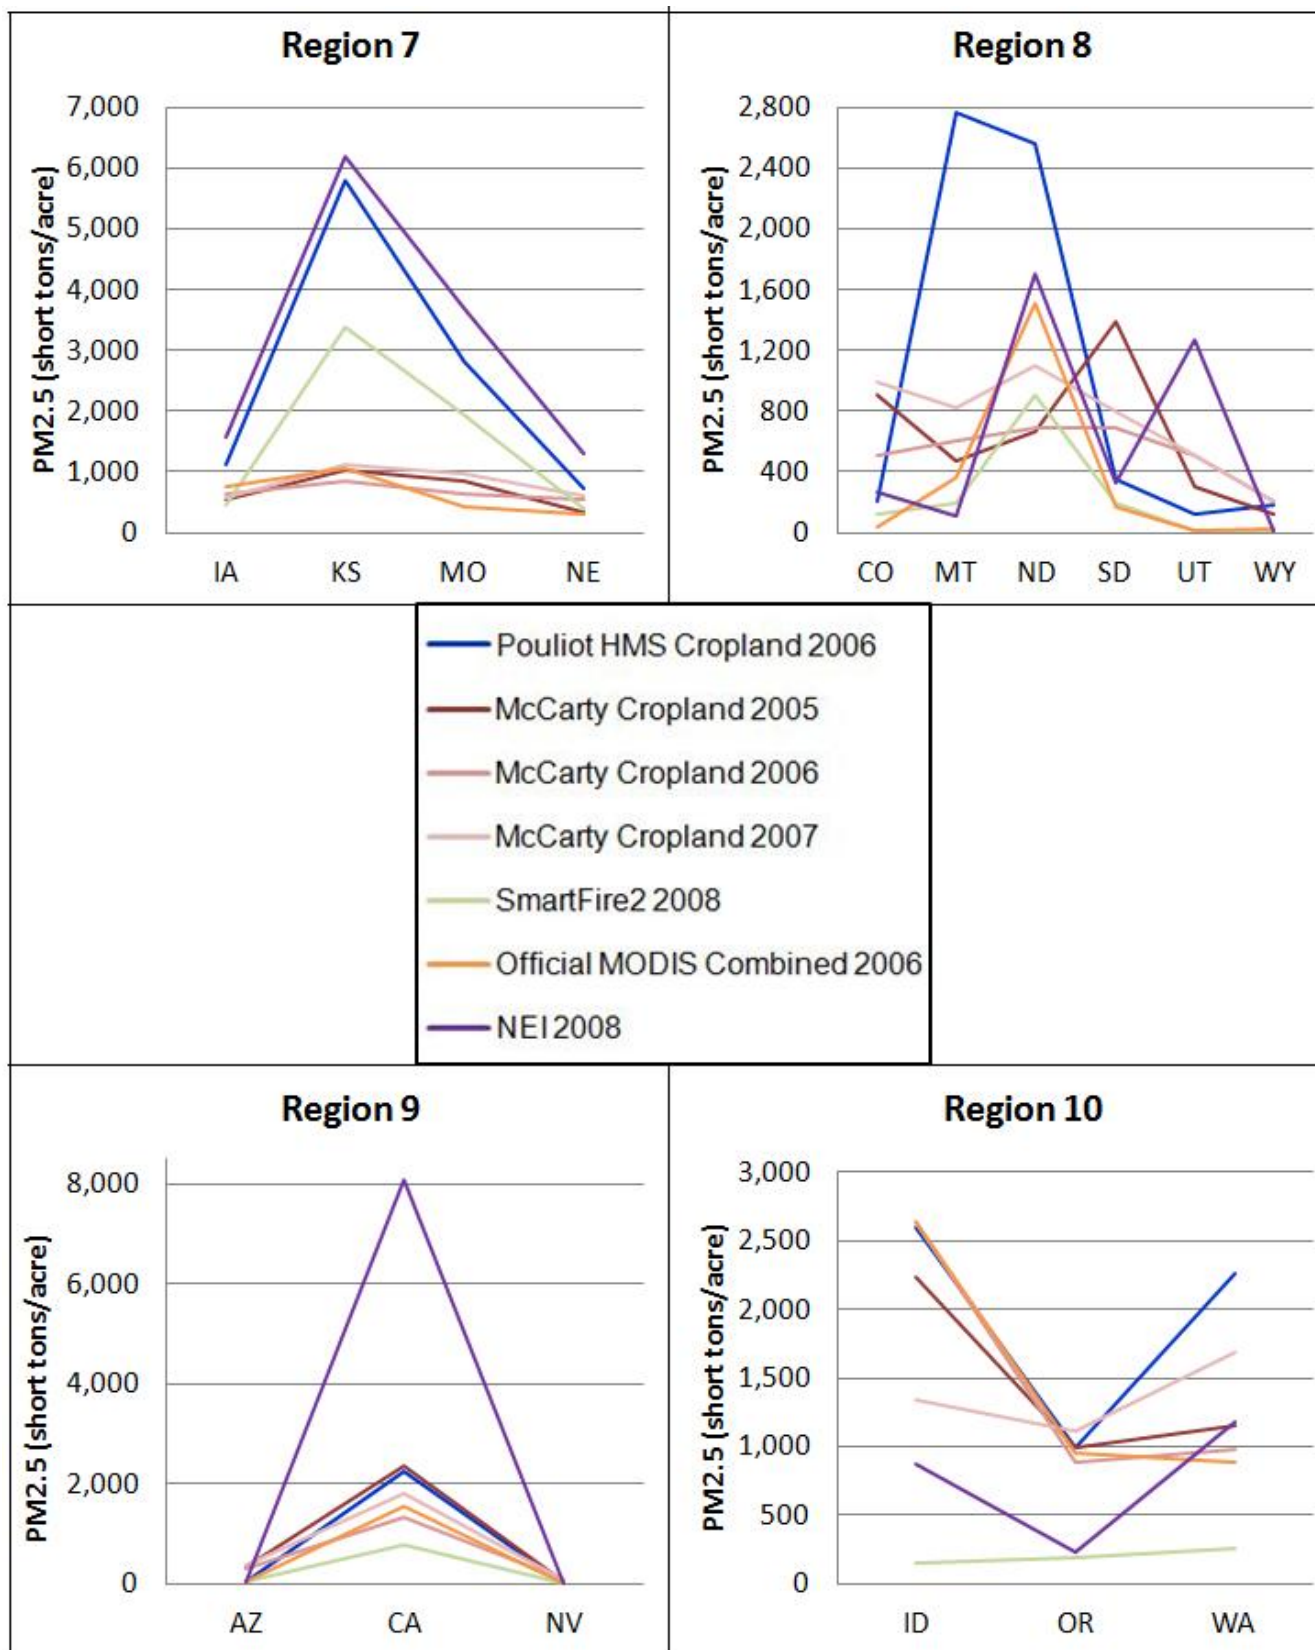 Region 7
PM2.5 (short tons/acre)
7,000
6,000
5,000
4,000
3,000
2,000
1,000
0
IA KS MO NE
Region 8
PM2.5 (short tons/acre)
2,800
2,400
2,000
1,600
1,200
800
400
0
CO MT ND SD UT WY
Pouliot HMS Cropland 2006
McCarty Cropland 2005
McCarty Cropland 2006
McCarty Cropland 2007
SmartFire2 2008
Official MODIS Combined 2006
NEI 2008
Region 9
PM2.5 (short tons/acre)
8,000
6,000
4,000
2,000
0
AZ CA NV
Region 10
PM2.5 (short tons/acre)
3,000
2,500
2,000
1,500
1,000
500
0
ID OR WA